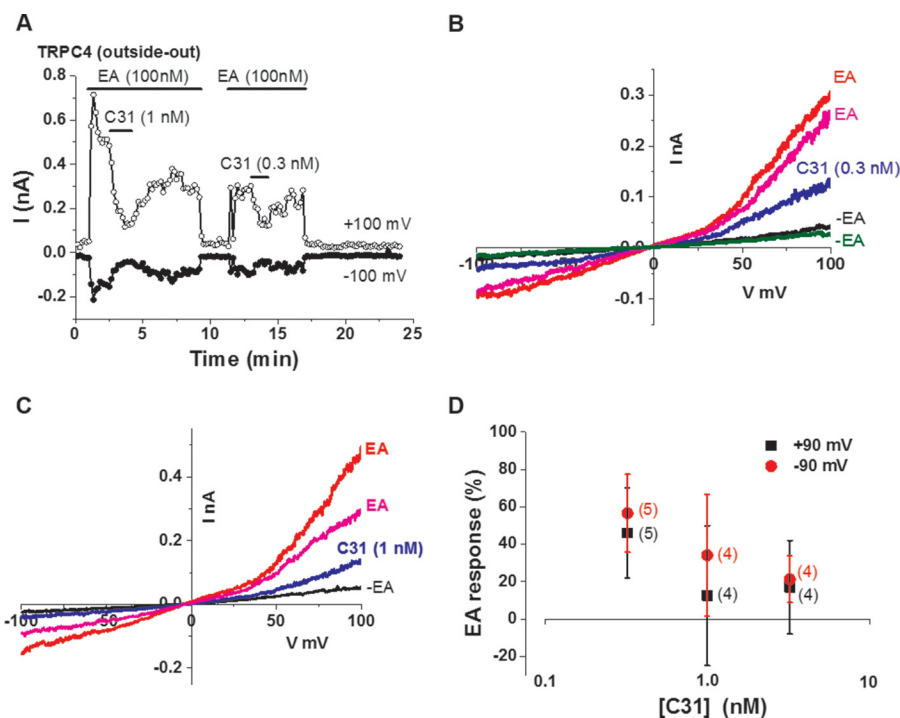 A
TRPC4 (outside-out)
EA (100nM)
EA (100nM)
C31 (1 nM)
C31 (0.3 nM)
+100 mV
-100 mV
I (nA)
0.8
0.6
0.4
0.2
0.0
-0.2
0
5
10
15
20
25
Time (min)
B
EA
EA
C31 (0.3 nM)
-EA
-EA
I nA
0.3
0.2
0.1
0.0
-0.1
-100
-50
0
50
100
V mV
C
EA
EA
C31 (1 nM)
-EA
I nA
0.4
0.2
0.0
-0.2
-100
-50
0
50
100
V mV
D
+90 mV
-90 mV
(5)
(5)
(4)
(4)
(4)
(4)
EA response (%)
100
80
60
40
20
0
-20
0.1
1.0
10
[C31] (nM)